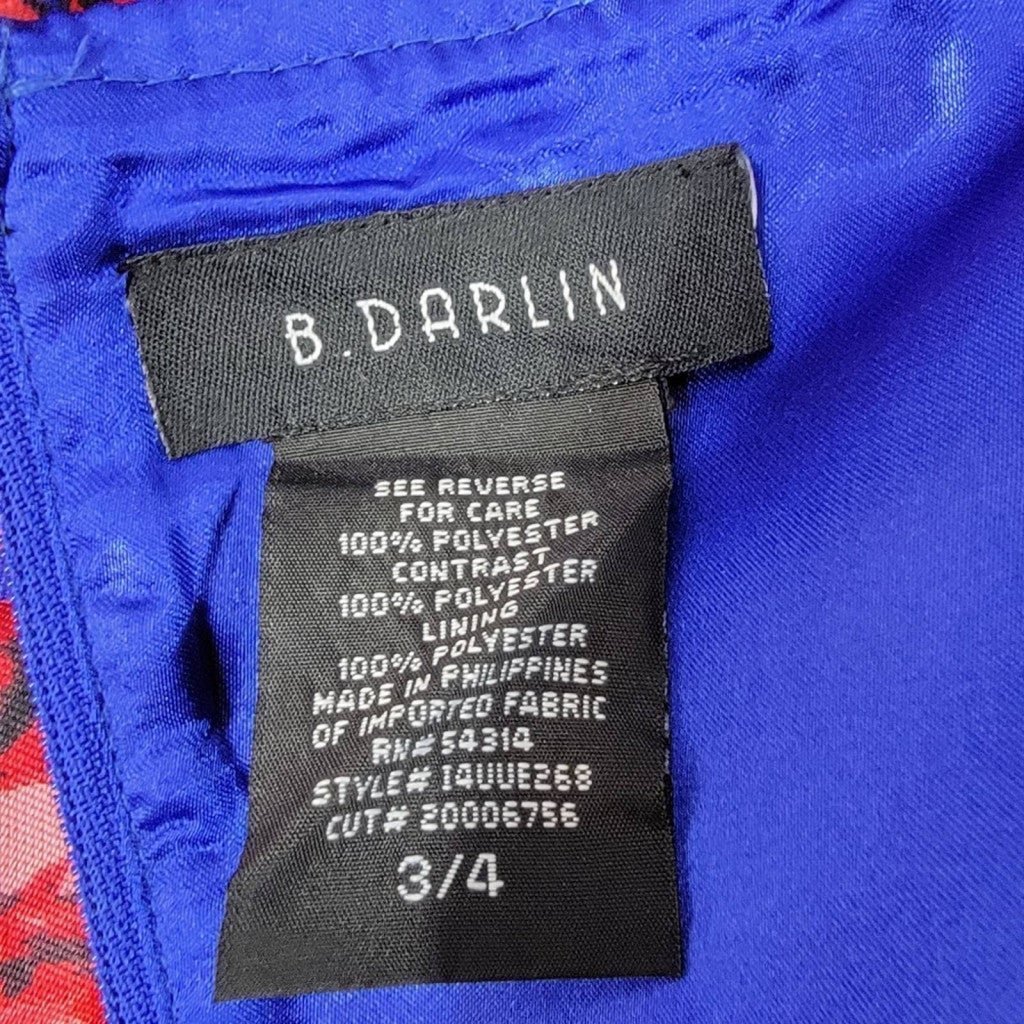 B.DARLIN
SEE REVERSE
FOR CARE
100% POLYESTER
CONTRAST
100% POLYESTER
LINING
100% POLYESTER
MADE IN PHILIPPINES
OF IMPORTED FABRIC
RN# 54314
STYLE# 14UUE268
CUT# 20006756
3/4